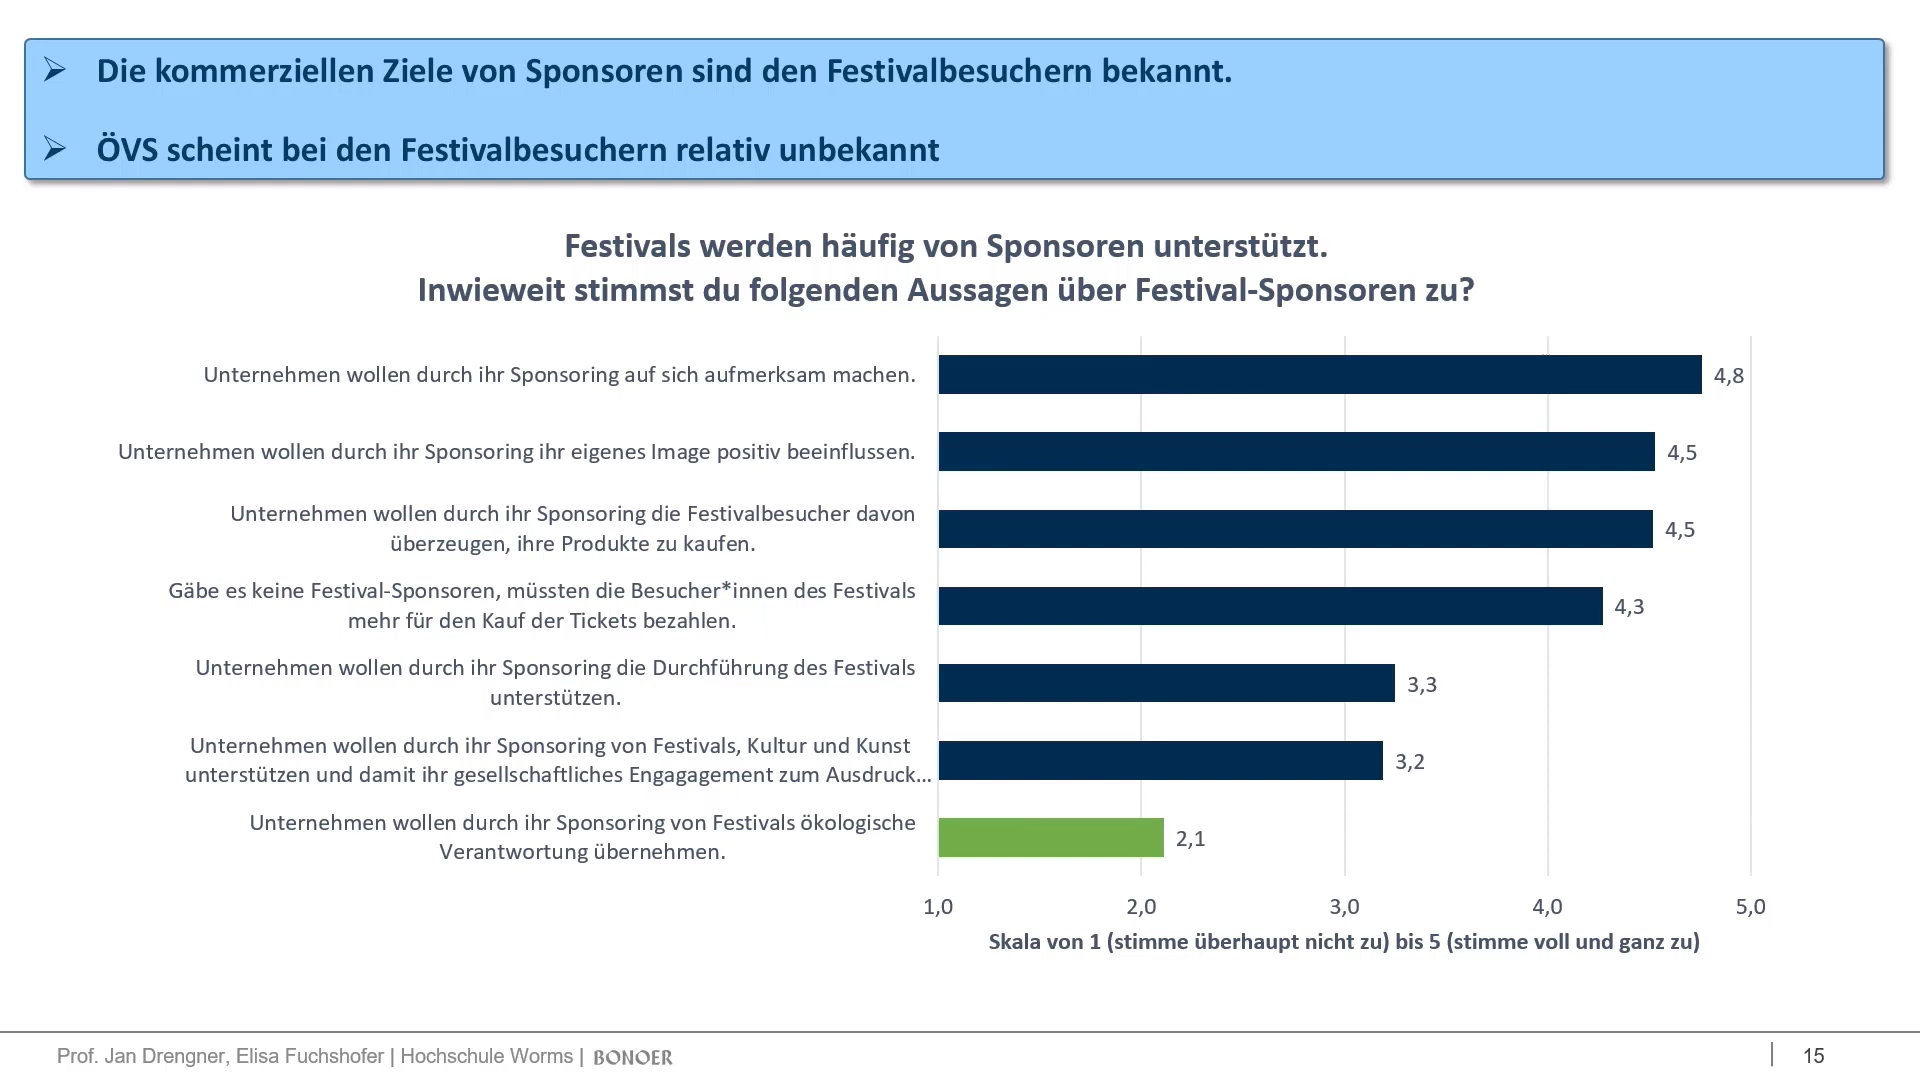 Die kommerziellen Ziele von Sponsoren sind den Festivalbesuchern bekannt.
ÖVS scheint bei den Festivalbesuchern relativ unbekannt
Festivals werden häufig von Sponsoren unterstützt.
Inwieweit stimmst du folgenden Aussagen über Festival-Sponsoren zu?
Unternehmen wollen durch ihr Sponsoring auf sich aufmerksam machen.
4,8
Unternehmen wollen durch ihr Sponsoring ihr eigenes Image positiv beeinflussen.
4,5
Unternehmen wollen durch ihr Sponsoring die Festivalbesucher davon
überzeugen, ihre Produkte zu kaufen.
4,5
Gäbe es keine Festival-Sponsoren, müssten die Besucher*innen des Festivals
mehr für den Kauf der Tickets bezahlen.
4,3
Unternehmen wollen durch ihr Sponsoring die Durchführung des Festivals
unterstützen.
3,3
Unternehmen wollen durch ihr Sponsoring von Festivals, Kultur und Kunst
unterstützen und damit ihr gesellschaftliches Engagagement zum Ausdruck…
3,2
Unternehmen wollen durch ihr Sponsoring von Festivals ökologische
Verantwortung übernehmen.
2,1
1,0 2,0 3,0 4,0 5,0
Skala von 1 (stimme überhaupt nicht zu) bis 5 (stimme voll und ganz zu)
Prof. Jan Drengner, Elisa Fuchshofer | Hochschule Worms | BONOER
15